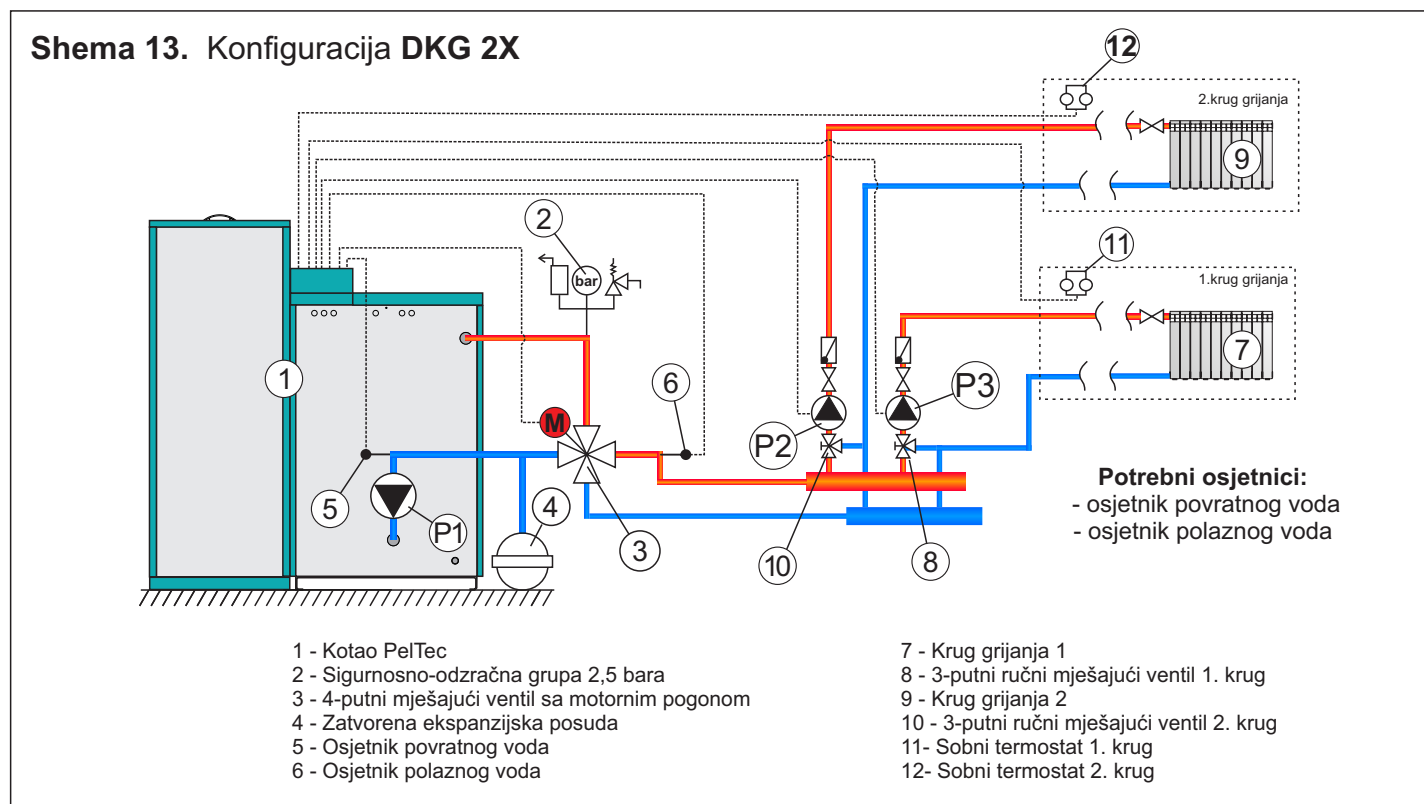 Shema 13. Konfiguracija DKG 2X
12
2.krug grijanja
9
11
1.krug grijanja
7
2
bar
1
6
M
P2
P3
5
P1
4
3
10
8
Potrebni osjetnici:
- osjetnik povratnog voda
- osjetnik polaznog voda
1 - Kotao PelTec
2 - Sigurnosno-odzračna grupa 2,5 bara
3 - 4-putni mješajući ventil sa motornim pogonom
4 - Zatvorena ekspanzijska posuda
5 - Osjetnik povratnog voda
6 - Osjetnik polaznog voda
7 - Krug grijanja 1
8 - 3-putni ručni mješajući ventil 1. krug
9 - Krug grijanja 2
10 - 3-putni ručni mješajući ventil 2. krug
11- Sobni termostat 1. krug
12- Sobni termostat 2. krug